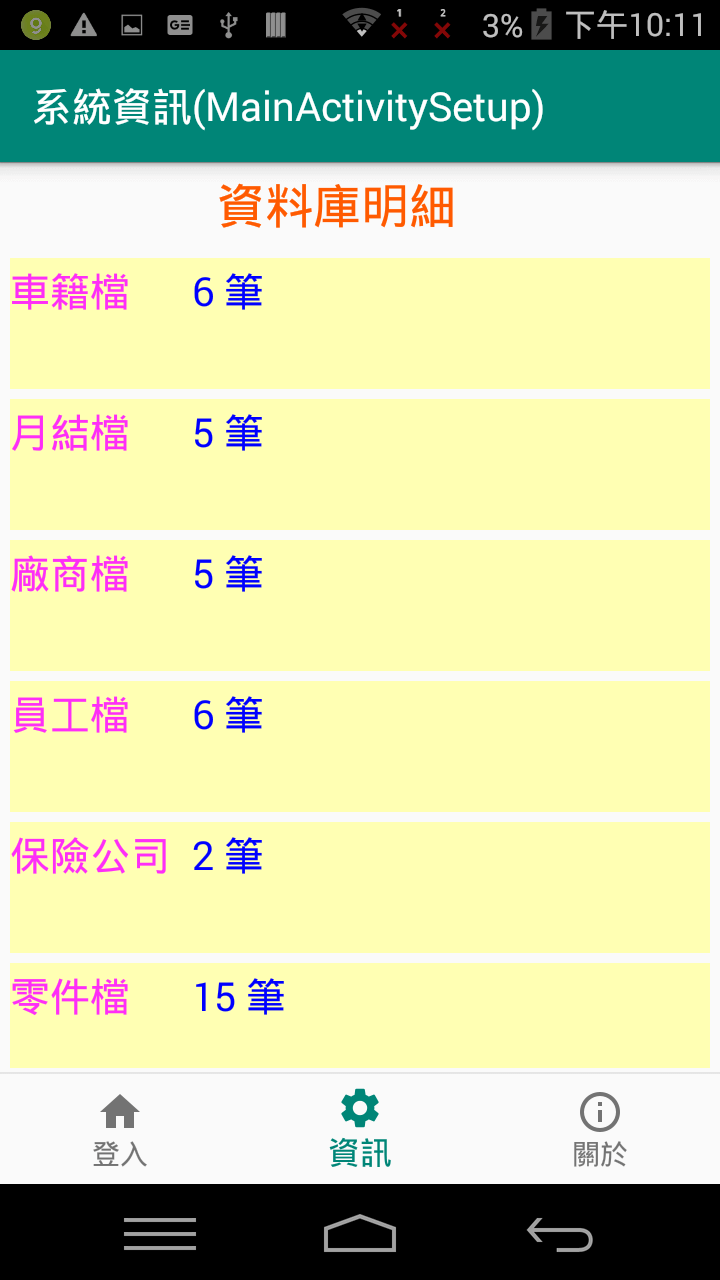 9
GE
1
2
3%
下午10:11
系統資訊(MainActivitySetup)
資料庫明細
車籍檔 6 筆
月結檔 5 筆
廠商檔 5 筆
員工檔 6 筆
保險公司 2 筆
零件檔 15 筆
登入
資訊
關於